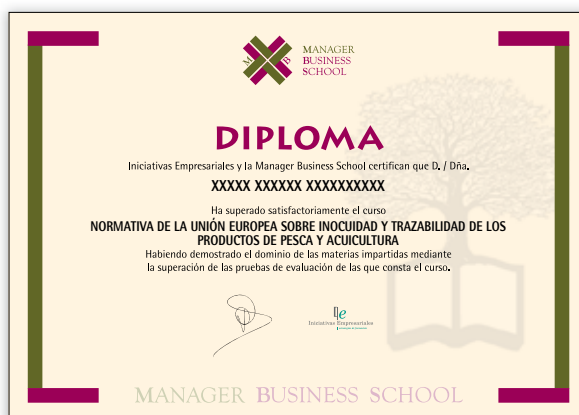 M B
MANAGER
BUSINESS
SCHOOL
DIPLOMA
Iniciativas Empresariales y la Manager Business School certifican que D. / Dña.
XXXXX XXXXXX XXXXXXXXXX
Ha superado satisfactoriamente el curso
NORMATIVA DE LA UNIÓN EUROPEA SOBRE INOCUIDAD Y TRAZABILIDAD DE LOS
PRODUCTOS DE PESCA Y ACUICULTURA
Habiendo demostrado el dominio de las materias impartidas mediante
la superación de las pruebas de evaluación de las que consta el curso.
Iniciativas Empresariales
MANAGER BUSINESS SCHOOL